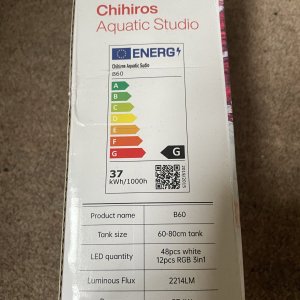 Chihiros
Aquatic Studio
ENERG
Chihiros Aquatic Sudio
B60
A
B
C
D
E
F
G
G
37
kWh/1000h
Product name B60
Tank size 60-80cm tank
LED quantity 48pcs white
12pcs RGB 3in1
Luminous Flux 2214LM